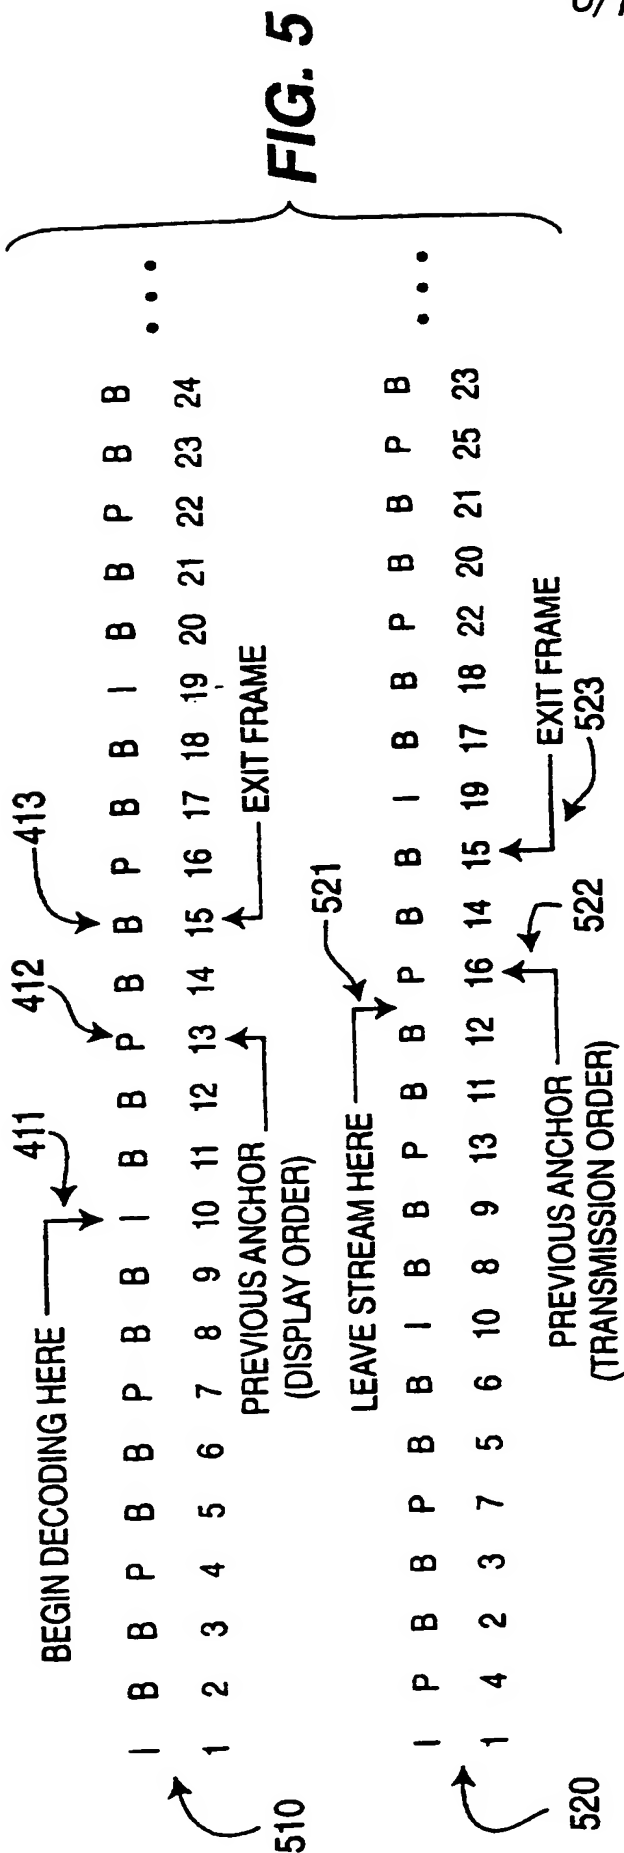 411
412
413
BEGIN DECODING HERE
I B B P B B P B B I B B P B B P B B I B B P B B • • •
1 2 3 4 5 6 7 8 9 10 11 12 13 14 15 16 17 18 19 20 21 22 23 24
510
PREVIOUS ANCHOR
(DISPLAY ORDER)
EXIT FRAME
FIG. 5
LEAVE STREAM HERE
521
I P B B P B B I B B P B B P B B I B B P B B P B • • •
1 4 2 3 7 5 6 10 8 9 13 11 12 16 14 15 19 17 18 22 20 21 25 23
520
PREVIOUS ANCHOR
(TRANSMISSION ORDER)
522
EXIT FRAME
523